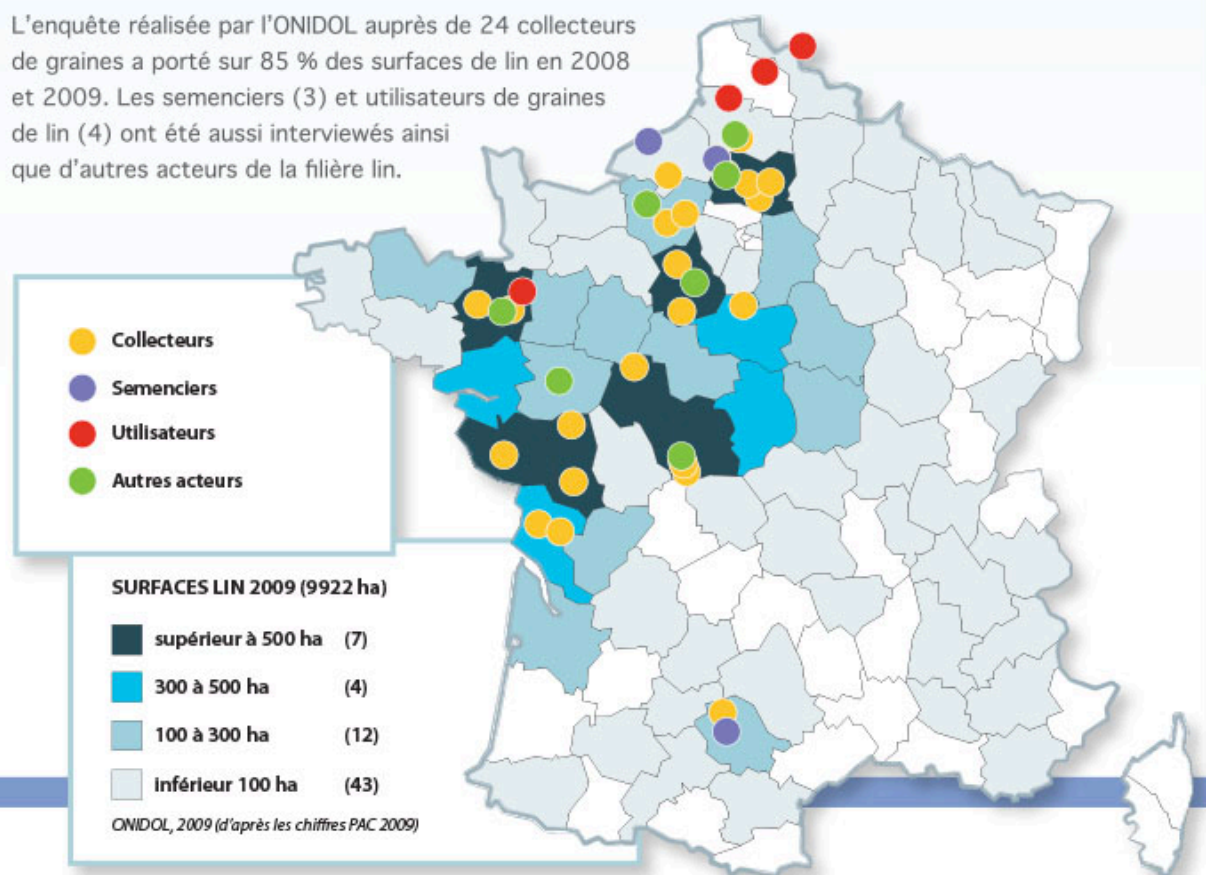 L'enquête réalisée par l'ONIDOL auprès de 24 collecteurs
de graines a porté sur 85 % des surfaces de lin en 2008
et 2009. Les semenciers (3) et utilisateurs de graines
de lin (4) ont été aussi interviewés ainsi
que d'autres acteurs de la filière lin.
Collecteurs
Semenciers
Utilisateurs
Autres acteurs
SURFACES LIN 2009 (9922 ha)
supérieur à 500 ha (7)
300 à 500 ha (4)
100 à 300 ha (12)
inférieur 100 ha (43)
ONIDOL, 2009 (d'après les chiffres PAC 2009)